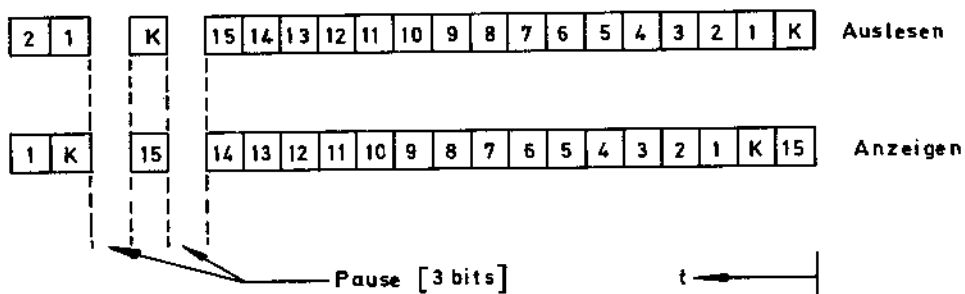 2 1 K 15 14 13 12 11 10 9 8 7 6 5 4 3 2 1 K Auslesen
1 K 15 14 13 12 11 10 9 8 7 6 5 4 3 2 1 K 15 Anzeigen
Pause [3 bits] t